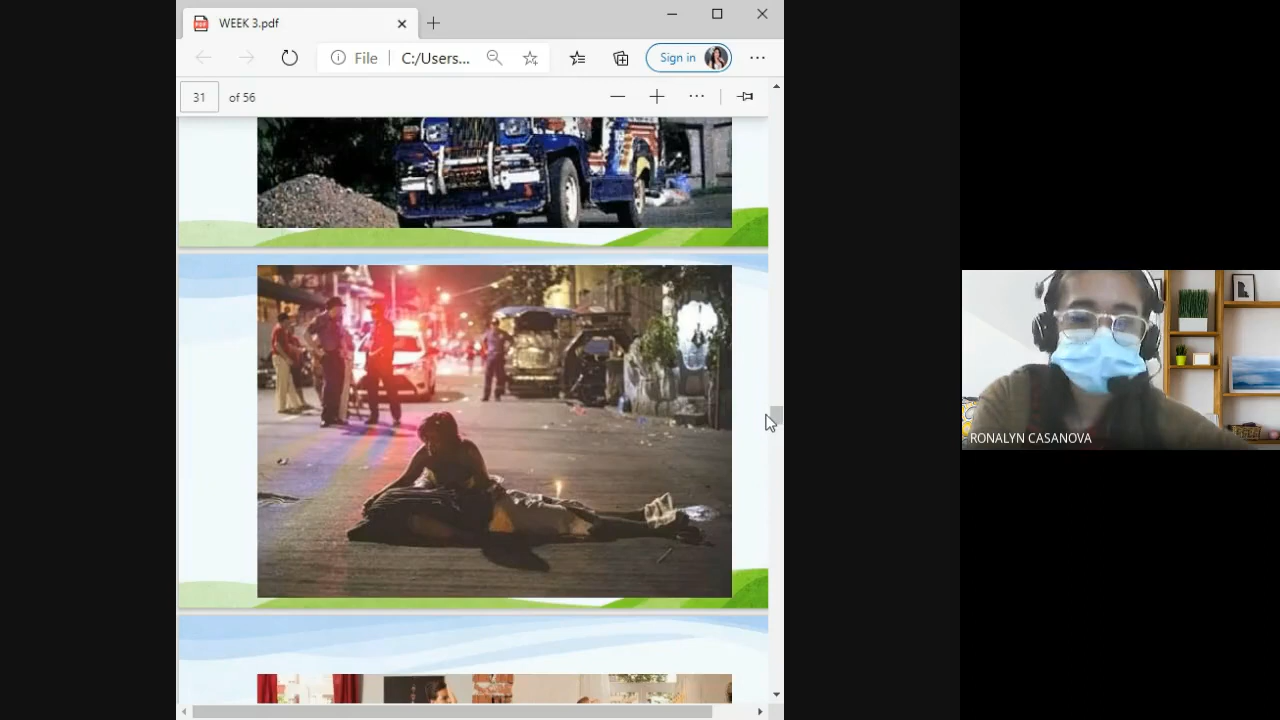 WEEK 3.pdf
File
C:/Users...
Sign in
31
of 56
RONALYN CASANOVA